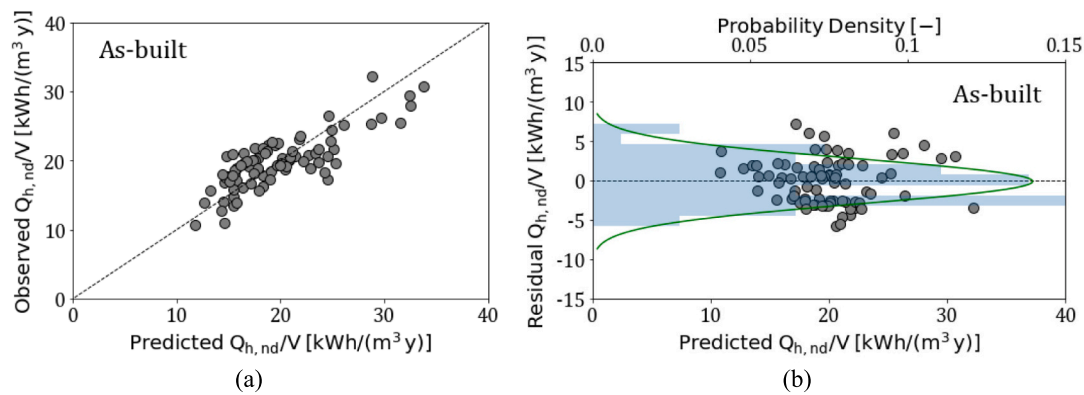 40
30
20
10
0
0
10
20
30
40
As-built
Observed Q_h,nd/V [kWh/(m³ y)]
Predicted Q_h,nd/V [kWh/(m³ y)]
(a)
Probability Density [−]
0.0
0.05
0.1
0.15
15
10
5
0
-5
-10
-15
As-built
Residual Q_h,nd/V [kWh/(m³ y)]
0
10
20
30
40
Predicted Q_h,nd/V [kWh/(m³ y)]
(b)